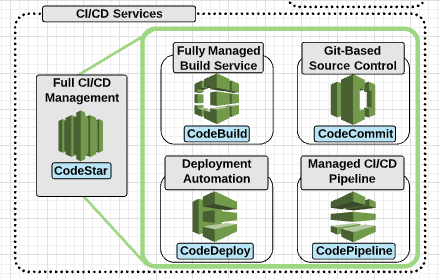 CI/CD Services
Full CI/CD
Management
CodeStar
Fully Managed
Build Service
CodeBuild
Git-Based
Source Control
CodeCommit
Deployment
Automation
CodeDeploy
Managed CI/CD
Pipeline
CodePipeline